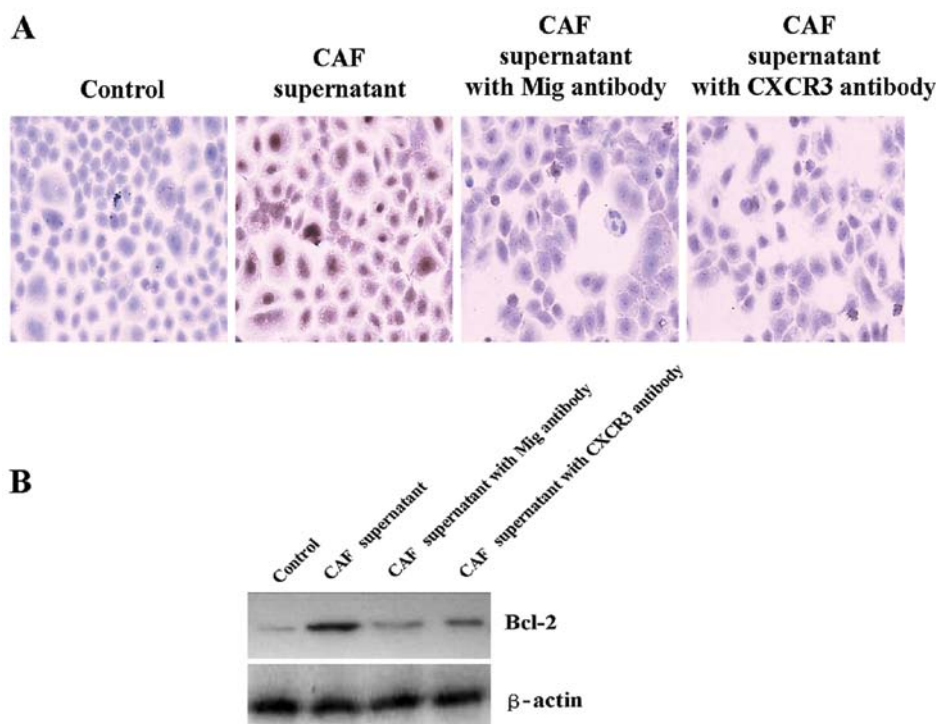 A
Control
CAF
supernatant
CAF
supernatant
with Mig antibody
CAF
supernatant
with CXCR3 antibody
B
Control
CAF supernatant
CAF supernatant with Mig antibody
CAF supernatant with CXCR3 antibody
Bcl-2
β-actin